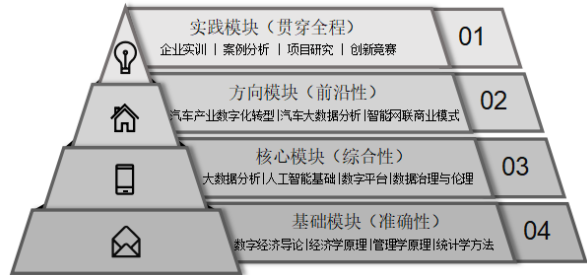 实践模块（贯穿全程）
企业实训 | 案例分析 | 项目研究 | 创新竞赛
01
方向模块（前沿性）
汽车产业数字化转型|汽车大数据分析|智能网联商业模式
02
核心模块（综合性）
大数据分析|人工智能基础|数字平台|数据治理与伦理
03
基础模块（准确性）
数字经济导论|经济学原理|管理学原理|统计学方法
04